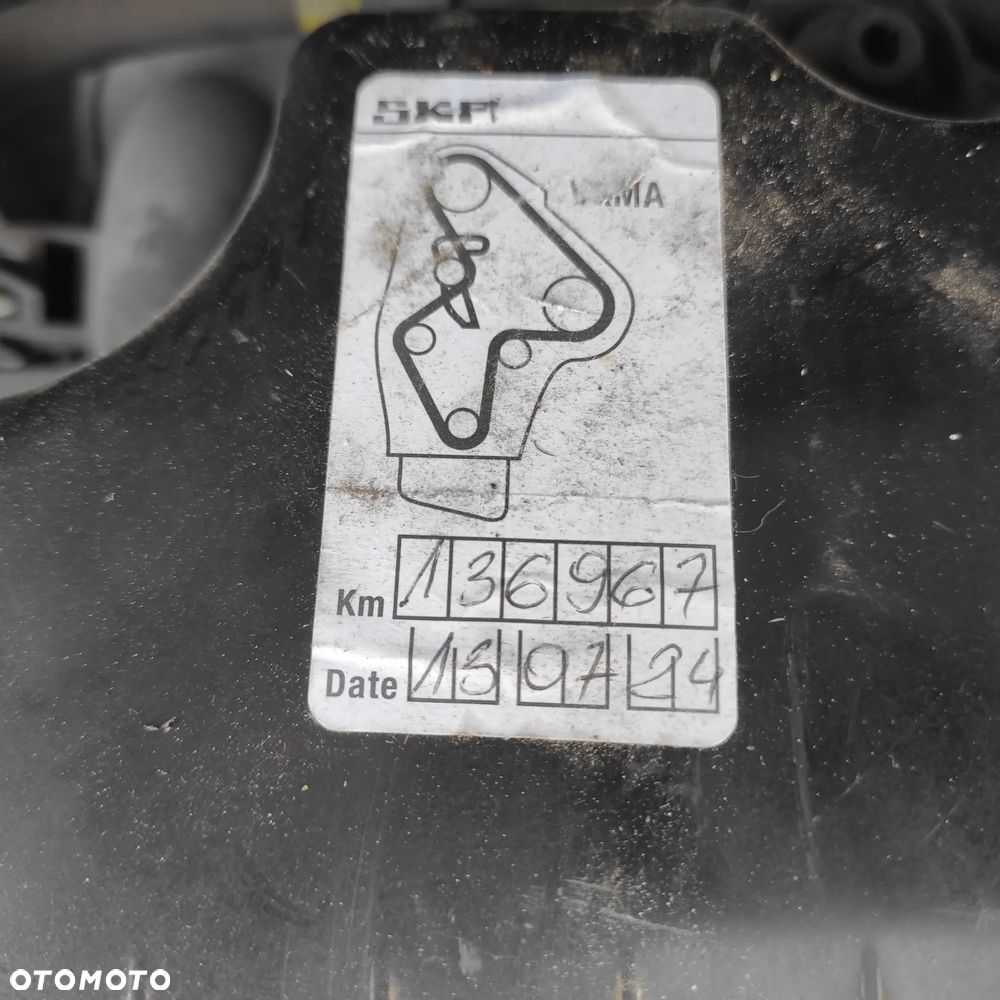 SKF
Km 136967
Date 15 07 24
OTOMOTO